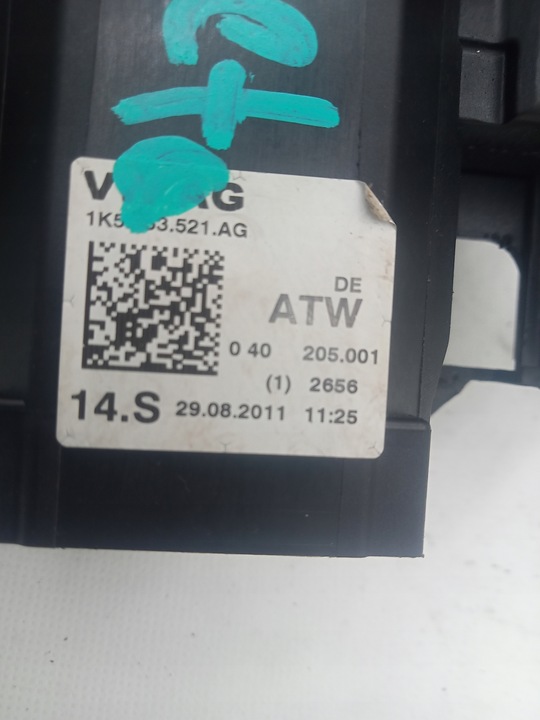 1K5 53.521.AG
DE
ATW
0 40 205.001
(1) 2656
14.S 29.08.2011 11:25